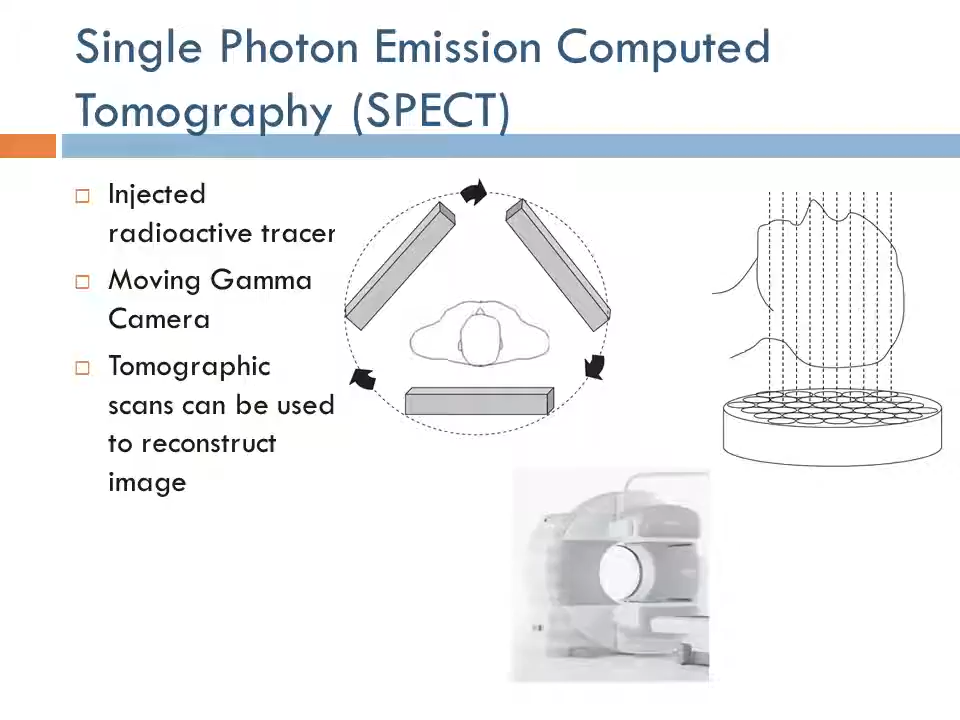 Single Photon Emission Computed
Tomography (SPECT)
Injected
radioactive tracer
Moving Gamma
Camera
Tomographic
scans can be used
to reconstruct
image